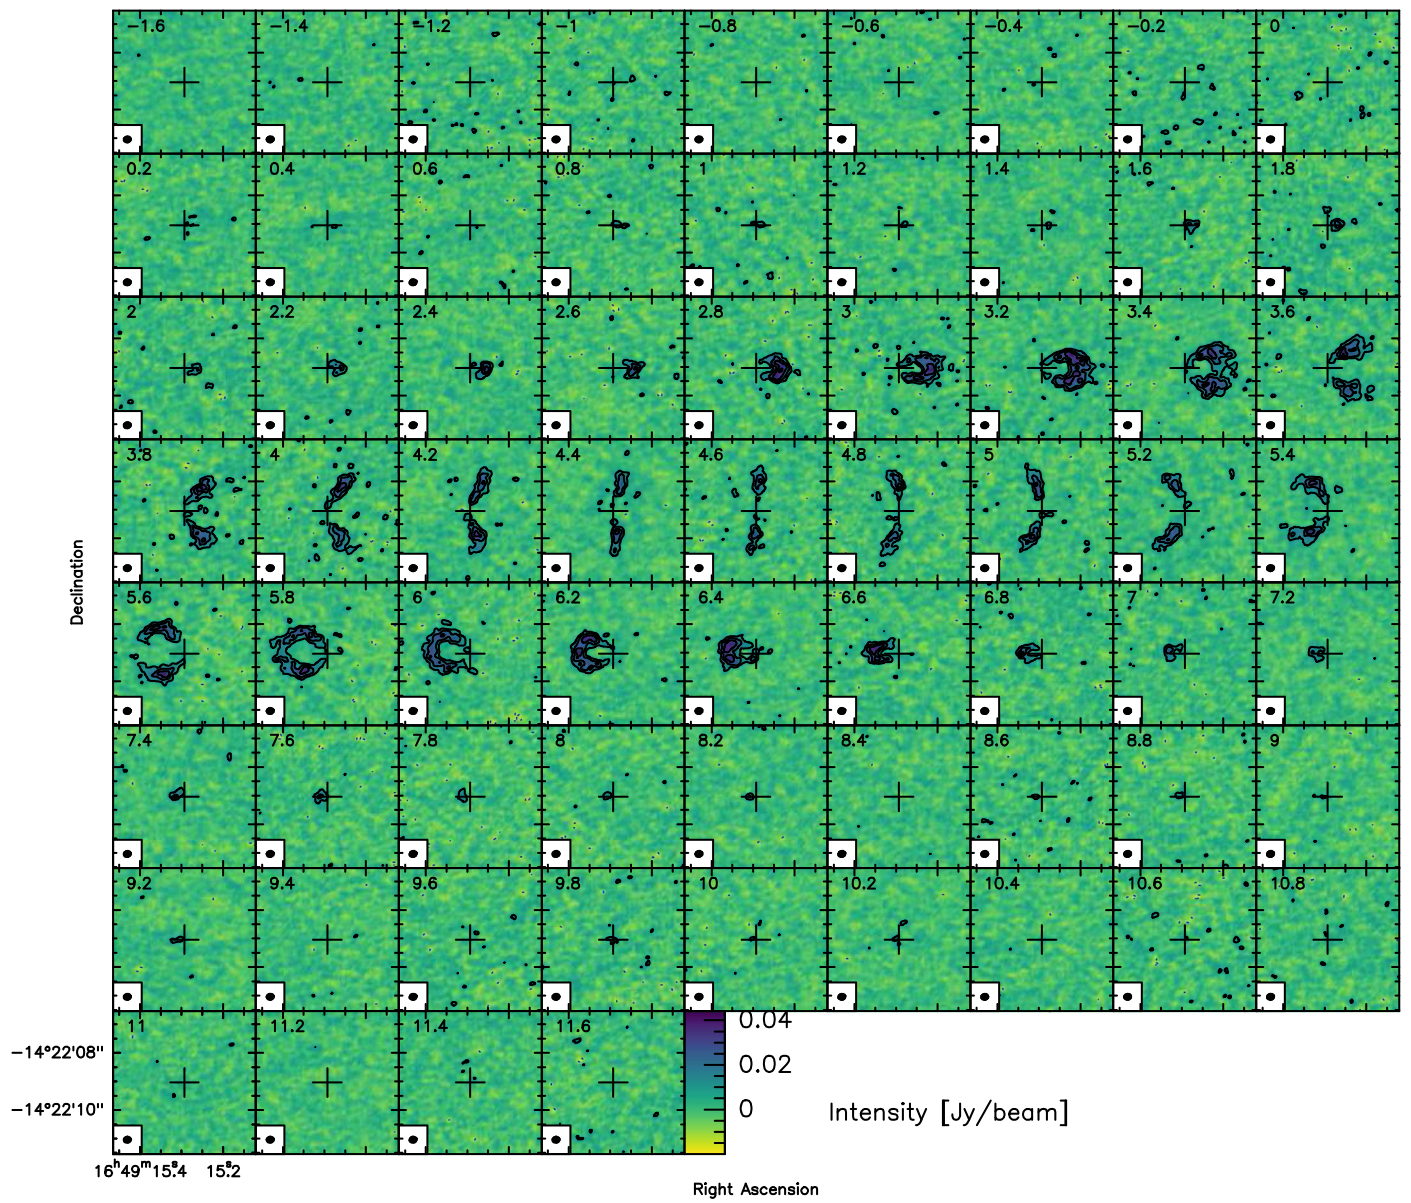 -1.6 -1.4 -1.2 -1 -0.8 -0.6 -0.4 -0.2 0
0.2 0.4 0.6 0.8 1 1.2 1.4 1.6 1.8
2 2.2 2.4 2.6 2.8 3 3.2 3.4 3.6
3.8 4 4.2 4.4 4.6 4.8 5 5.2 5.4
Declination
5.6 5.8 6 6.2 6.4 6.6 6.8 7 7.2
7.4 7.6 7.8 8 8.2 8.4 8.6 8.8 9
9.2 9.4 9.6 9.8 10 10.2 10.4 10.6 10.8
11 11.2 11.4 11.6 0.04
-14°22'08"
0.02
-14°22'10" 0 Intensity [Jy/beam]
16ʰ49ᵐ15ˢ.4 15ˢ.2
Right Ascension